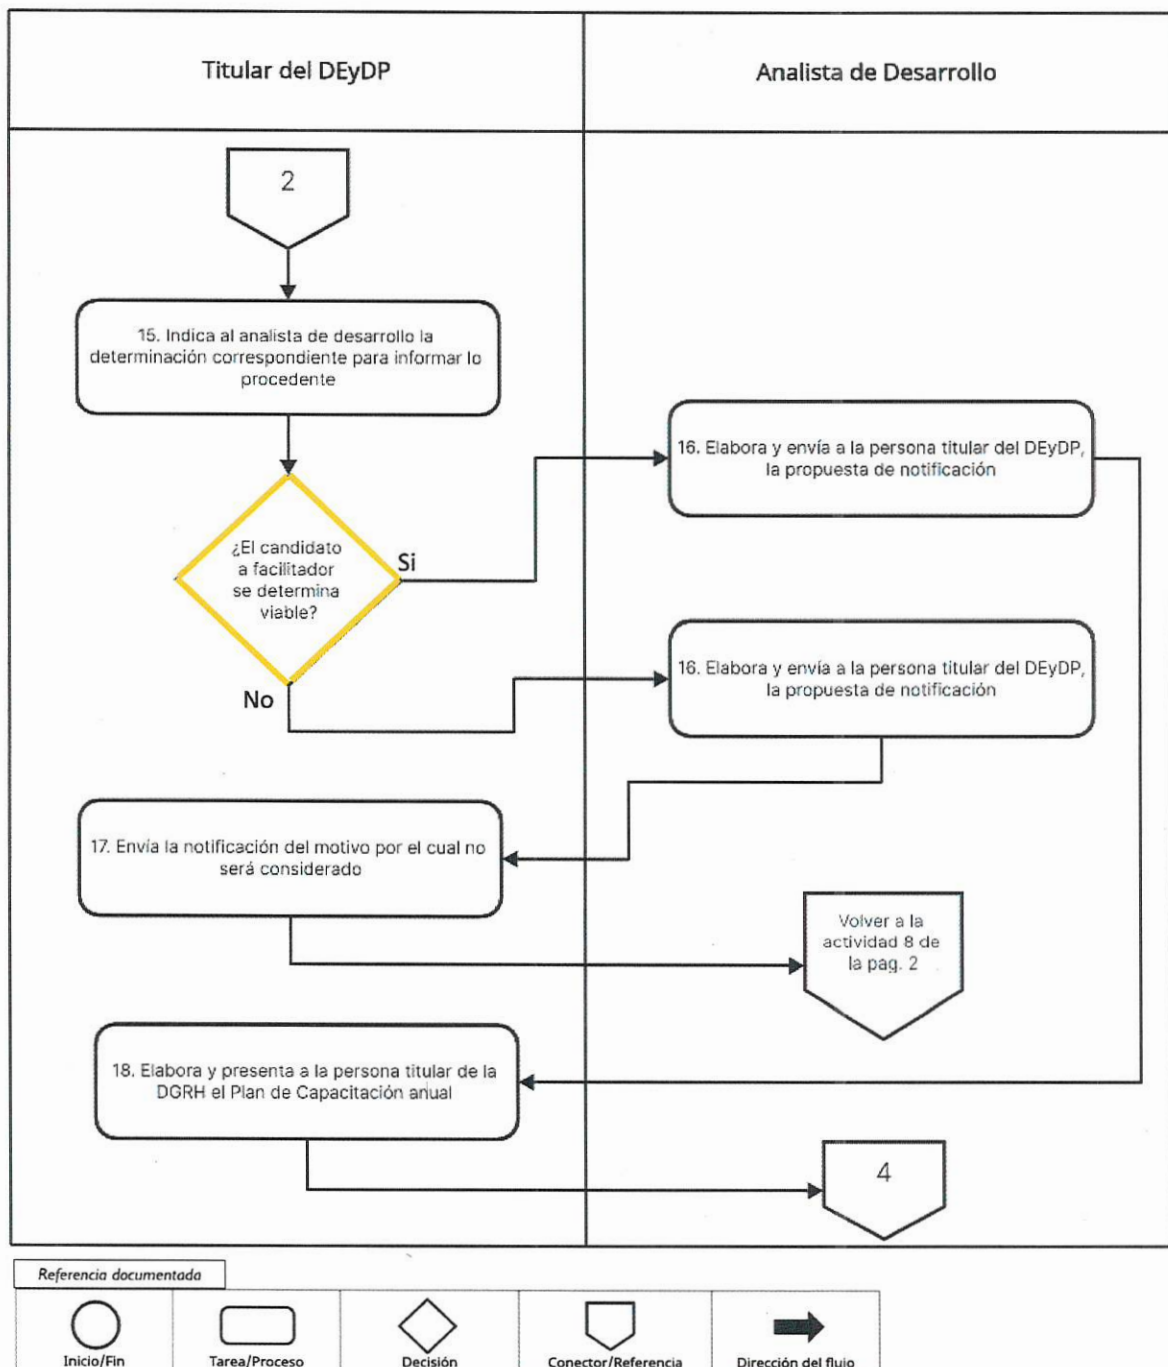 Titular del DEyDP
Analista de Desarrollo
2
15. Indica al analista de desarrollo la
determinación correspondiente para informar lo
procedente
16. Elabora y envía a la persona titular del DEyDP,
la propuesta de notificación
¿El candidato
a facilitador
se determina
viable?
Si
No
16. Elabora y envía a la persona titular del DEyDP,
la propuesta de notificación
17. Envía la notificación del motivo por el cual no
será considerado
Volver a la
actividad 8 de
la pag. 2
18. Elabora y presenta a la persona titular de la
DGRH el Plan de Capacitación anual
4
Referencia documentada
Inicio/Fin
Tarea/Proceso
Decisión
Conector/Referencia
Dirección del flujo